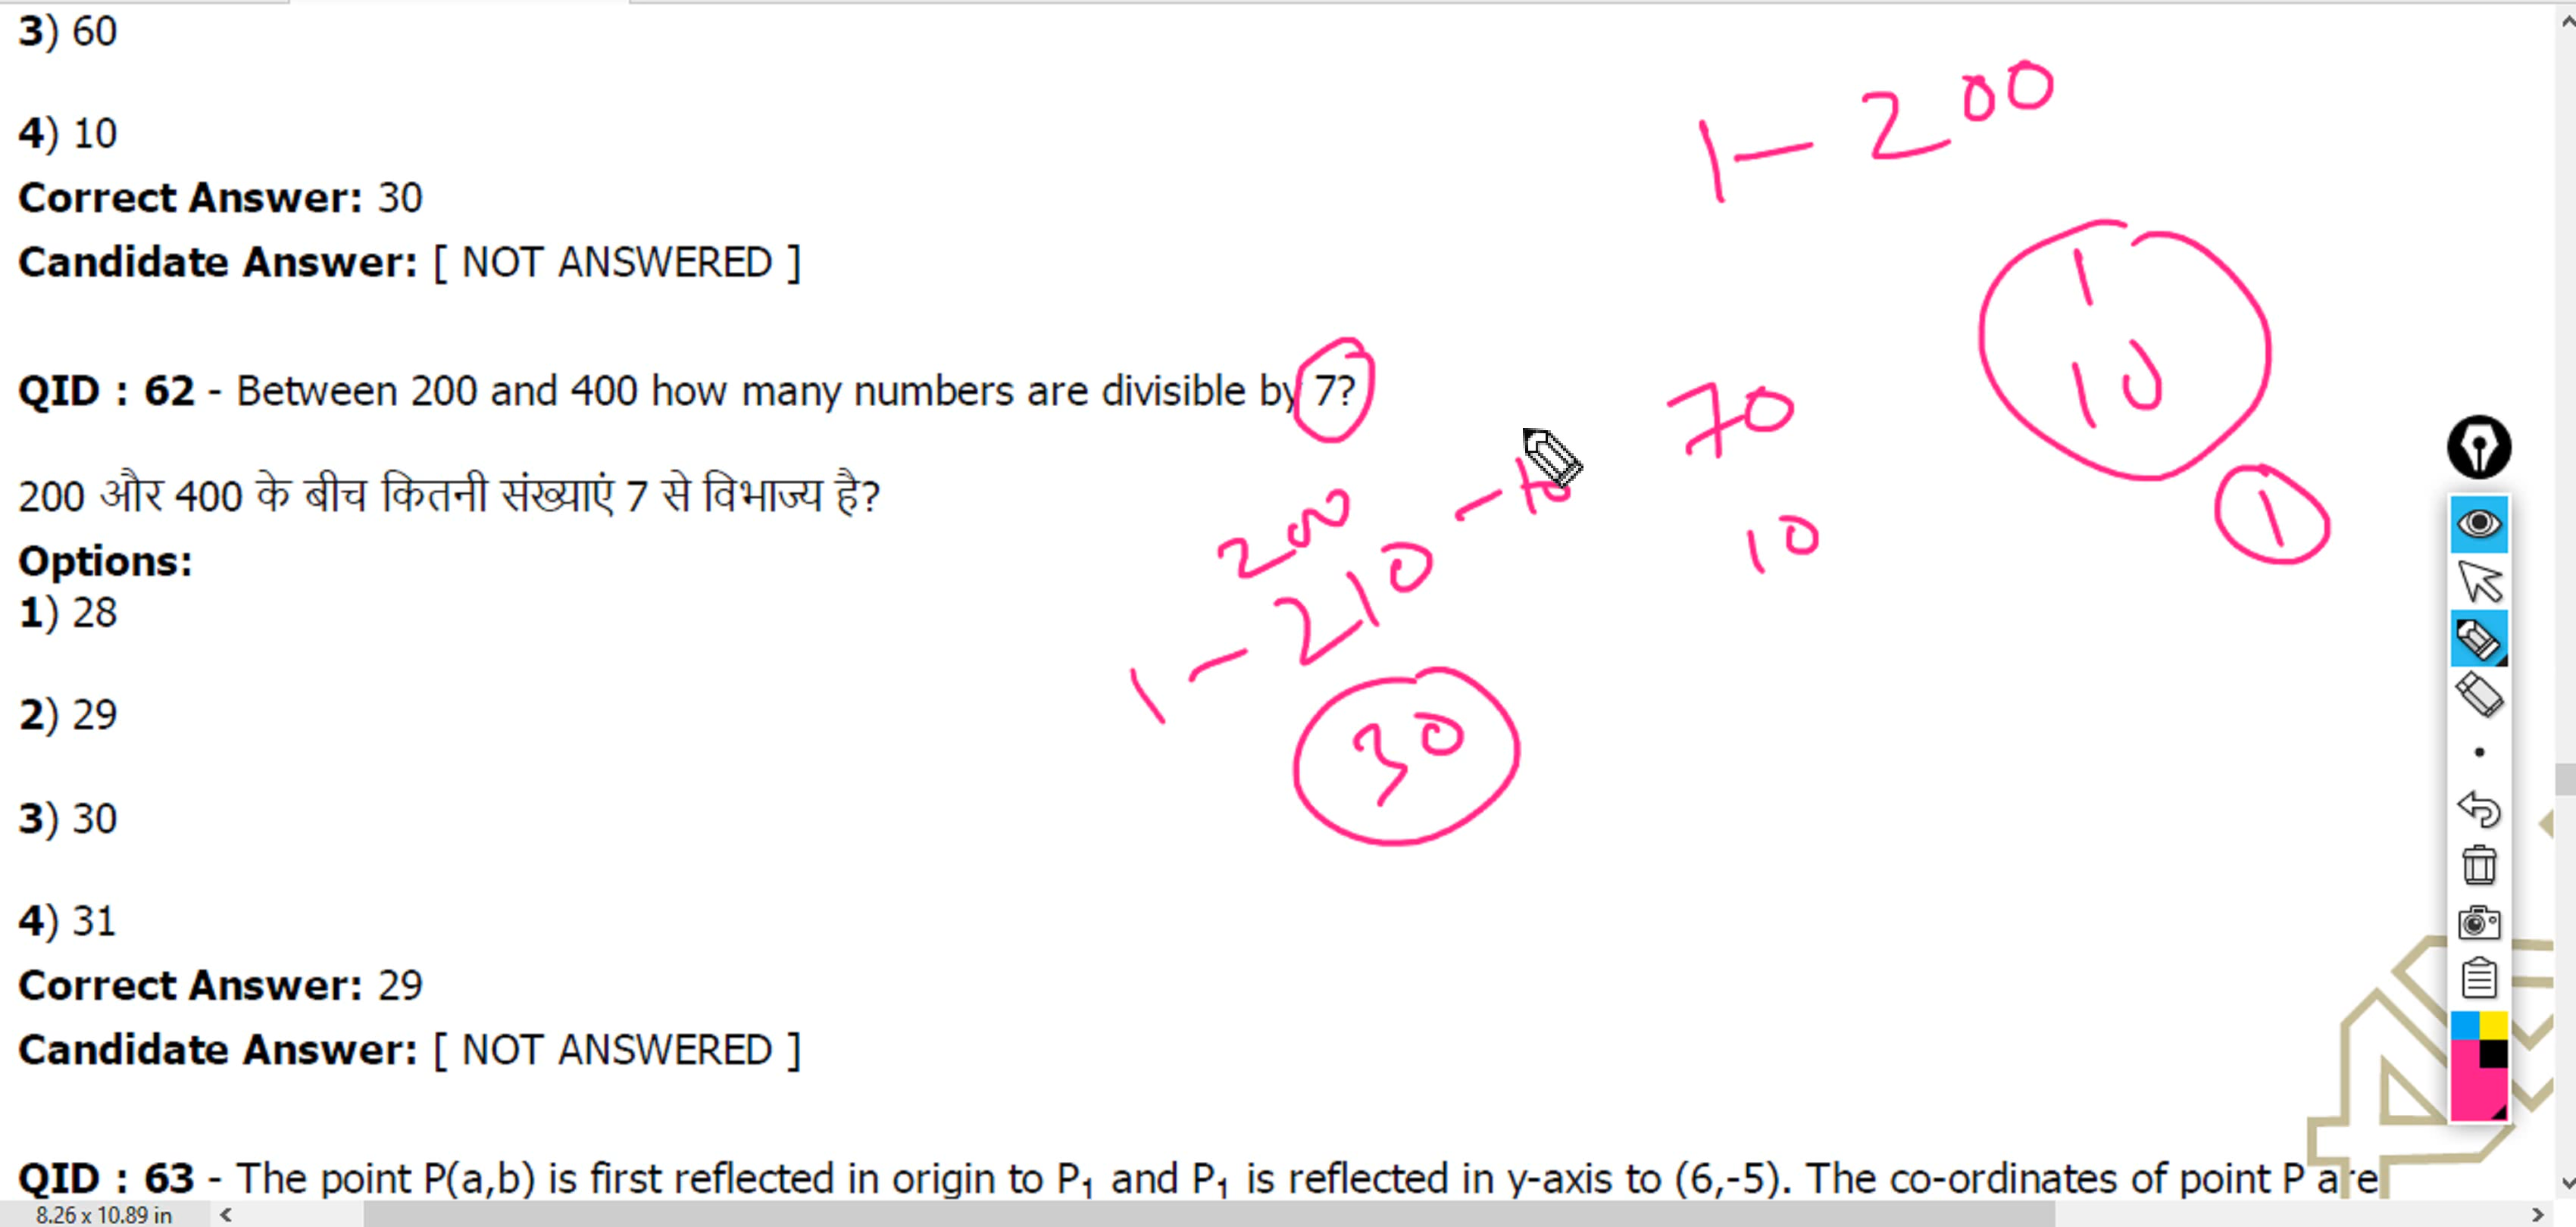 3) 60
4) 10
Correct Answer: 30
Candidate Answer: [ NOT ANSWERED ]
1 - 200
1
10
1
QID : 62 - Between 200 and 400 how many numbers are divisible by 7?
70
10
200 और 400 के बीच कितनी संख्याएं 7 से विभाज्य है?
200
1 - 210 - 10
30
Options:
1) 28
2) 29
3) 30
4) 31
Correct Answer: 29
Candidate Answer: [ NOT ANSWERED ]
QID : 63 - The point P(a,b) is first reflected in origin to P₁ and P₁ is reflected in y-axis to (6,-5). The co-ordinates of point P are
8.26 x 10.89 in